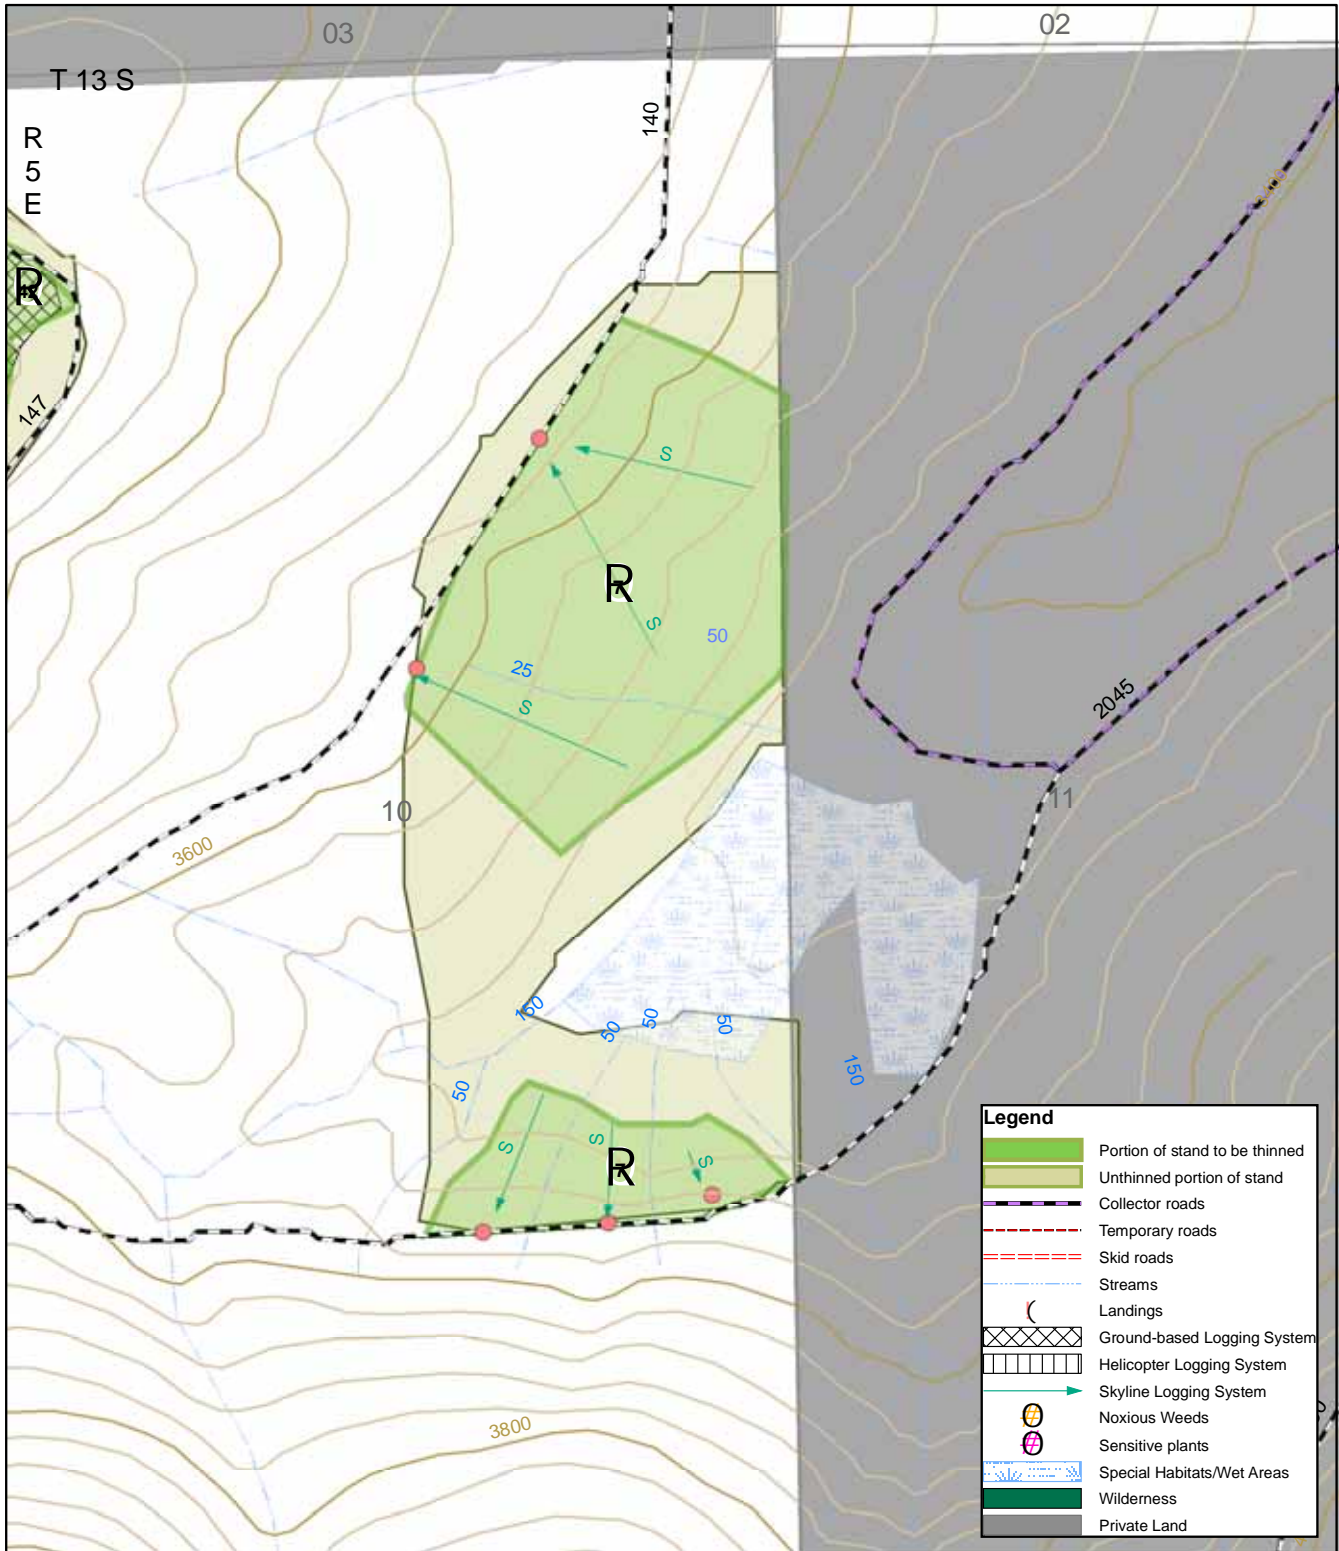 03
02
T 13 S
R
5
E
140
R
147
S
S
R
7
50
25
S
2045
10
11
3600
150
50
50
50
50
150
S
S
S
R
7
3800
Legend
Portion of stand to be thinned
Unthinned portion of stand
Collector roads
Temporary roads
Skid roads
Streams
Landings
Ground-based Logging System
Helicopter Logging System
Skyline Logging System
Noxious Weeds
Sensitive plants
Special Habitats/Wet Areas
Wilderness
Private Land